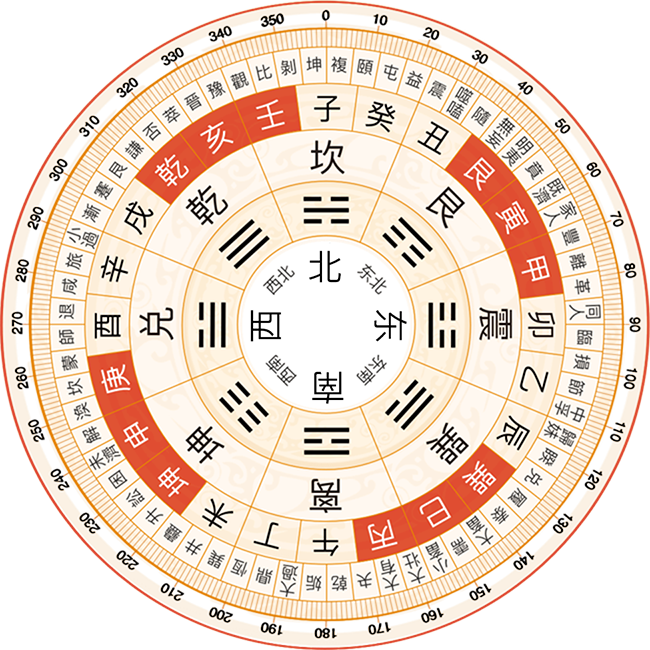 0
10
20
30
40
50
60
70
80
90
100
110
120
130
140
150
160
170
180
190
200
210
220
230
240
250
260
270
280
290
300
310
320
330
340
350
複
頤
屯
益
震
噬嗑
隨
無妄
明夷
賁
既濟
家人
豐
離
革
同人
臨
損
節
中孚
歸妹
睽
兑
履
泰
大畜
需
小畜
大壯
大有
夬
乾
姤
大過
鼎
恒
巽
井
蠱
升
訟
困
未濟
解
渙
坎
蒙
師
退
咸
旅
小過
漸
蹇
艮
謙
否
萃
晉
豫
觀
比
剝
坤
子
癸
丑
艮
寅
甲
卯
乙
辰
巽
巳
丙
午
丁
未
坤
申
庚
酉
辛
戌
乾
亥
壬
坎
艮
震
巽
離
坤
兑
乾
北
东北
东
东南
南
西南
西
西北